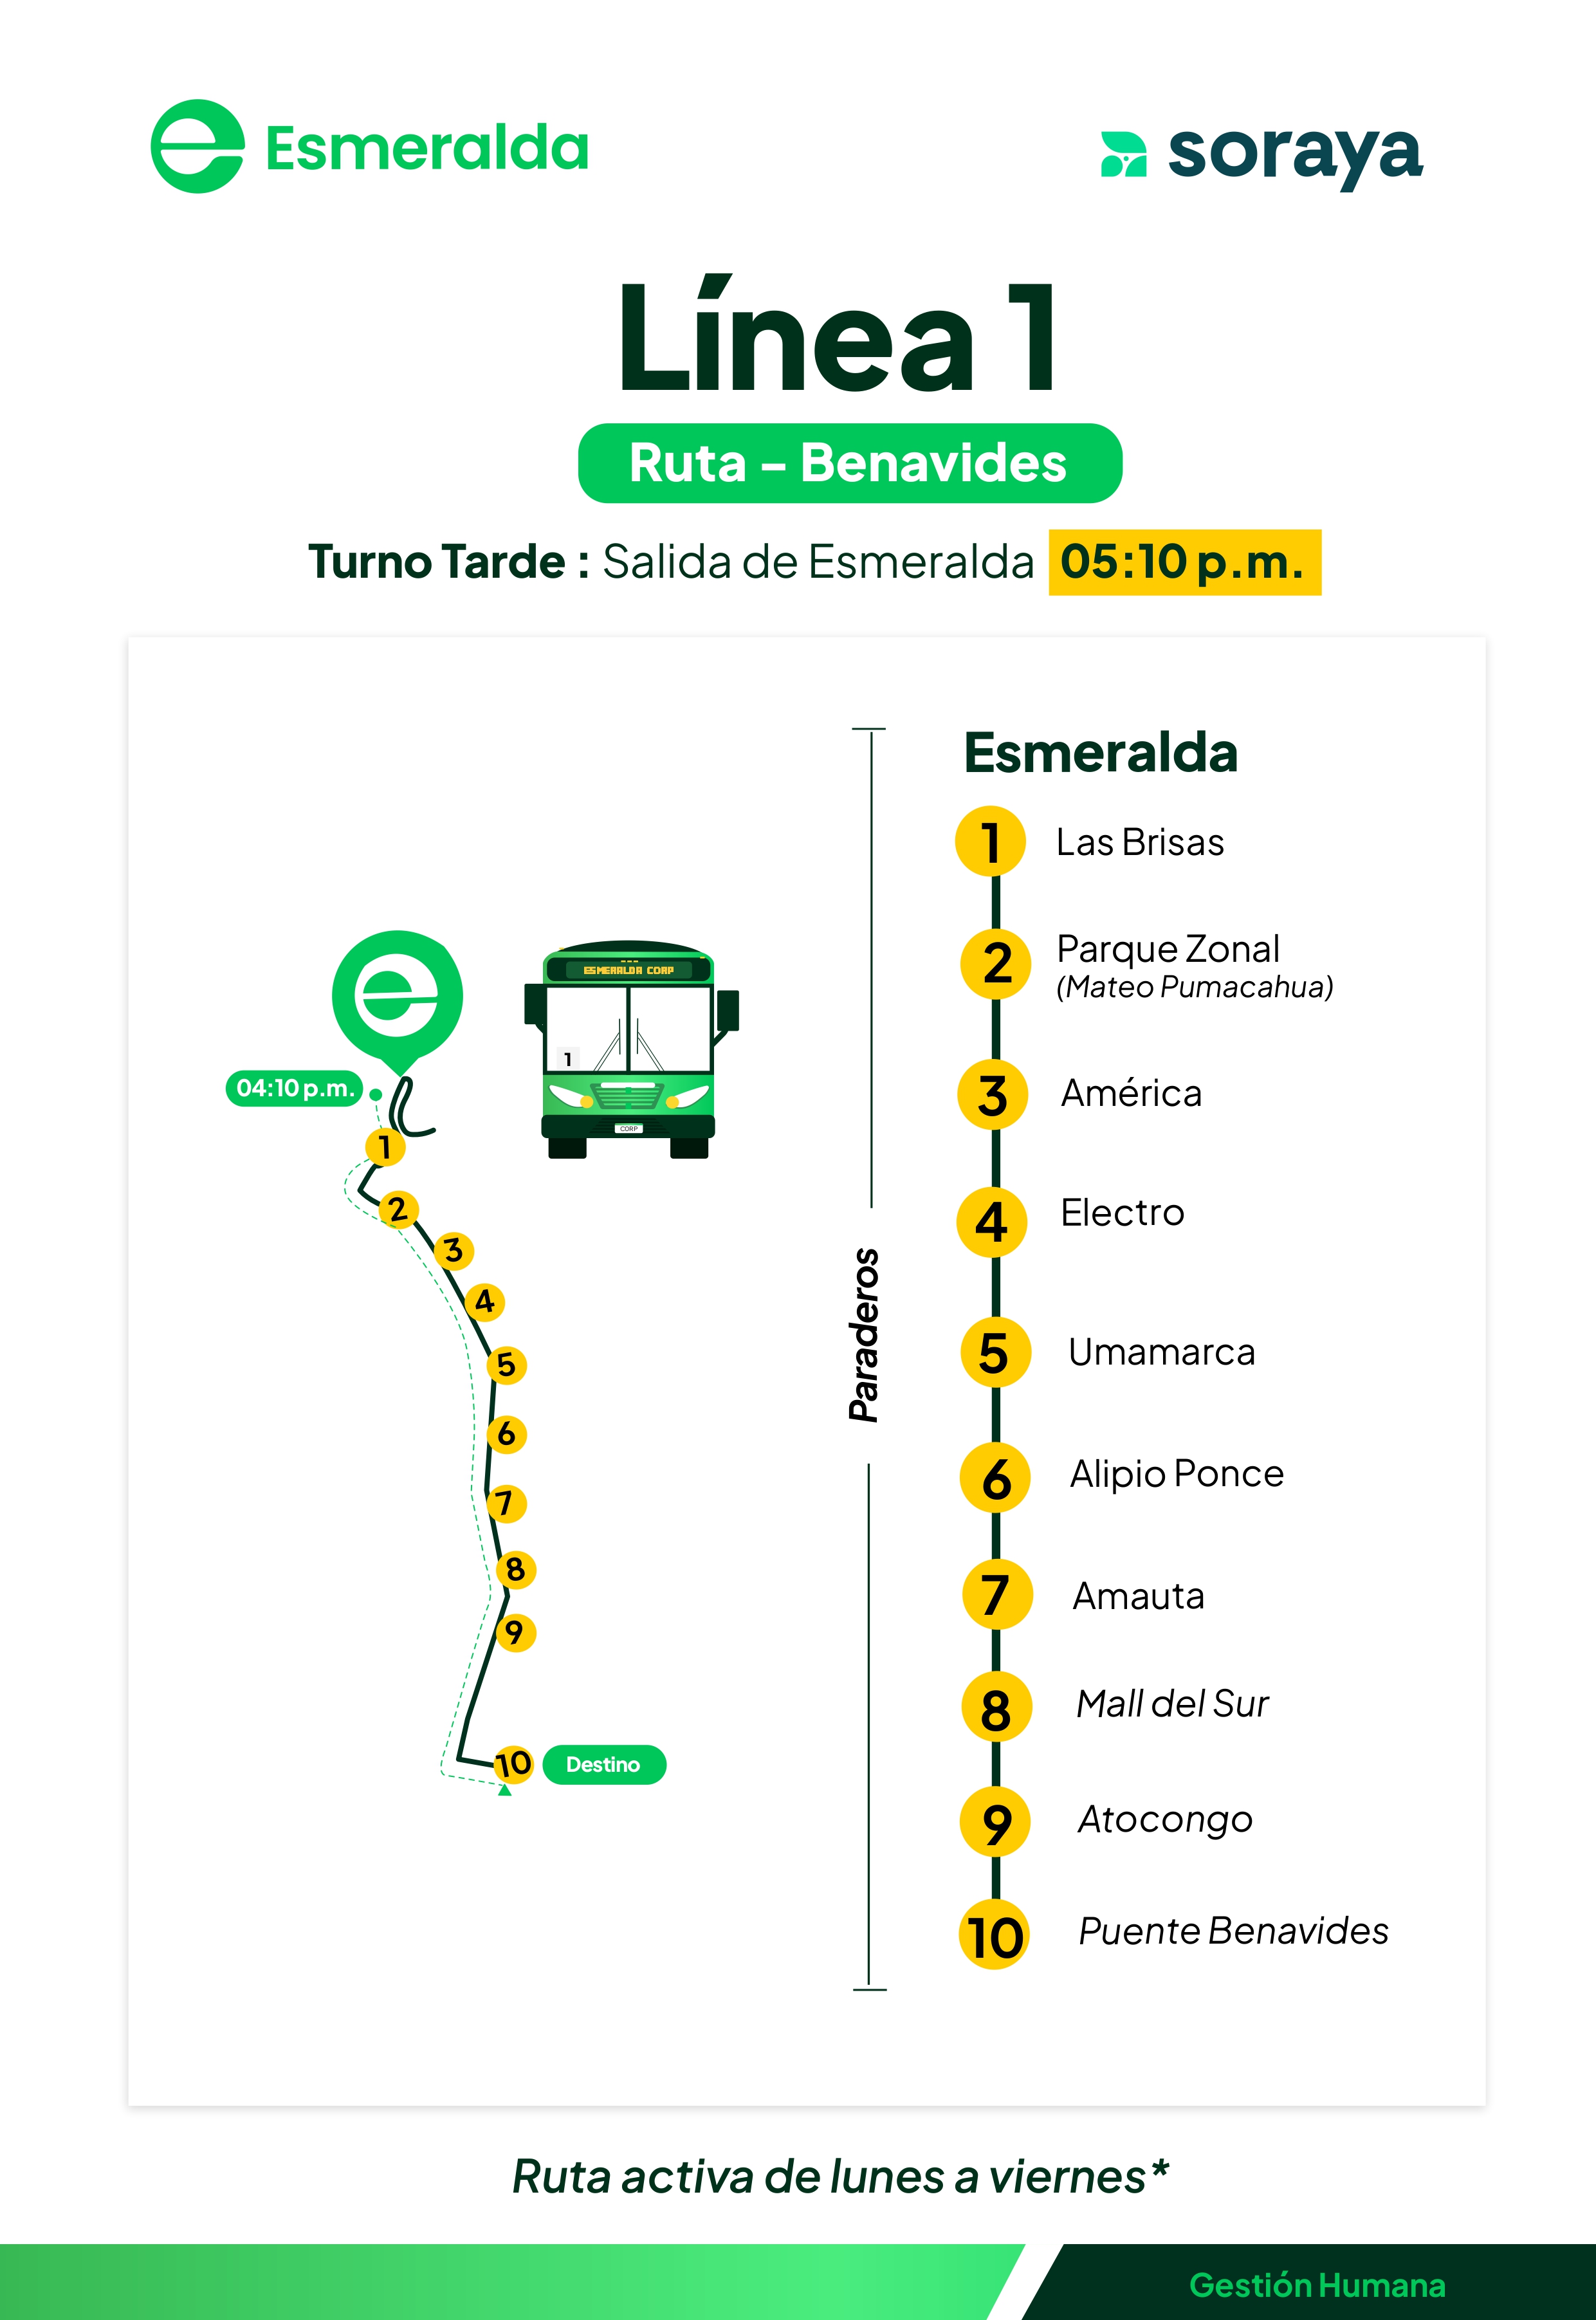 Esmeralda
soraya
Línea 1
Ruta - Benavides
Turno Tarde : Salida de Esmeralda 05:10 p.m.
ESMERALDA CORP
1
CORP
04:10 p.m.
1
2
3
4
5
6
7
8
9
10 Destino
Paraderos
Esmeralda
1 Las Brisas
2 Parque Zonal
(Mateo Pumacahua)
3 América
4 Electro
5 Umamarca
6 Alipio Ponce
7 Amauta
8 Mall del Sur
9 Atocongo
10 Puente Benavides
Ruta activa de lunes a viernes*
Gestión Humana